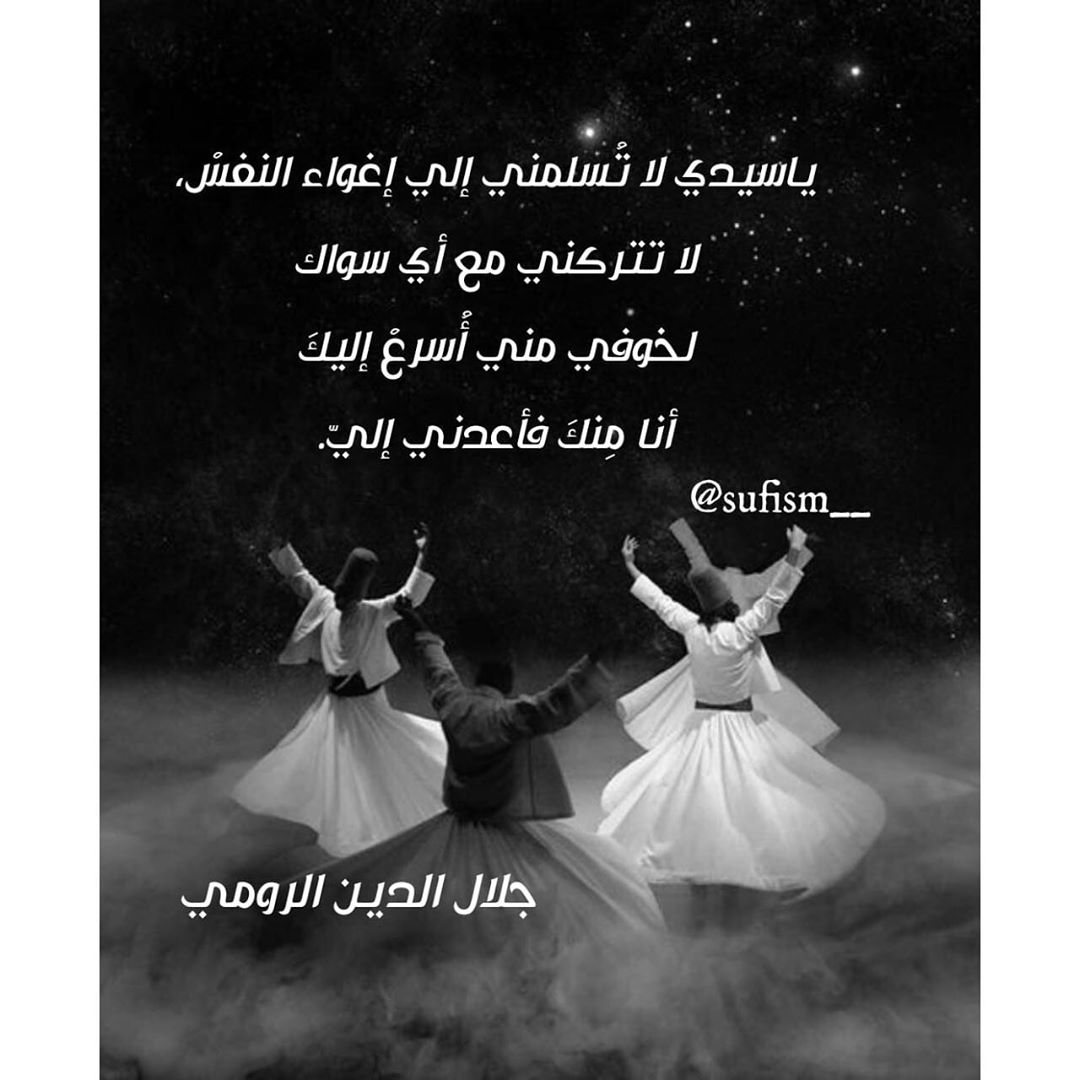 ياسيدي لا تُسلمني إلي إغواء النفسْ،
لا تتركني مع أي سواك
لخوفي مني أُسرعْ إليكَ
أنا مِنكَ فأعدني إليّ.
@sufism__
جلال الدين الرومي